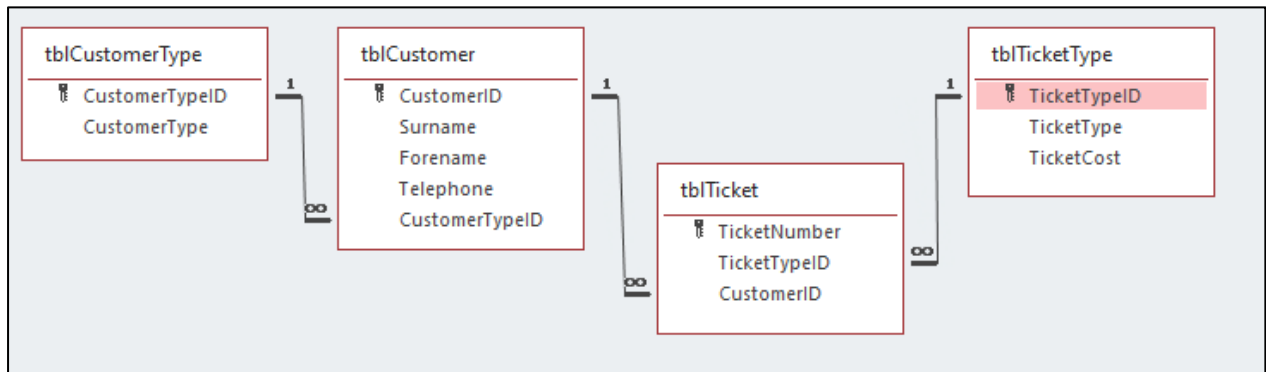 tblCustomerType
CustomerTypeID
CustomerType
tblCustomer
CustomerID
Surname
Forename
Telephone
CustomerTypeID
tblTicket
TicketNumber
TicketTypeID
CustomerID
tblTicketType
TicketTypeID
TicketType
TicketCost
1
∞
1
∞
1
∞